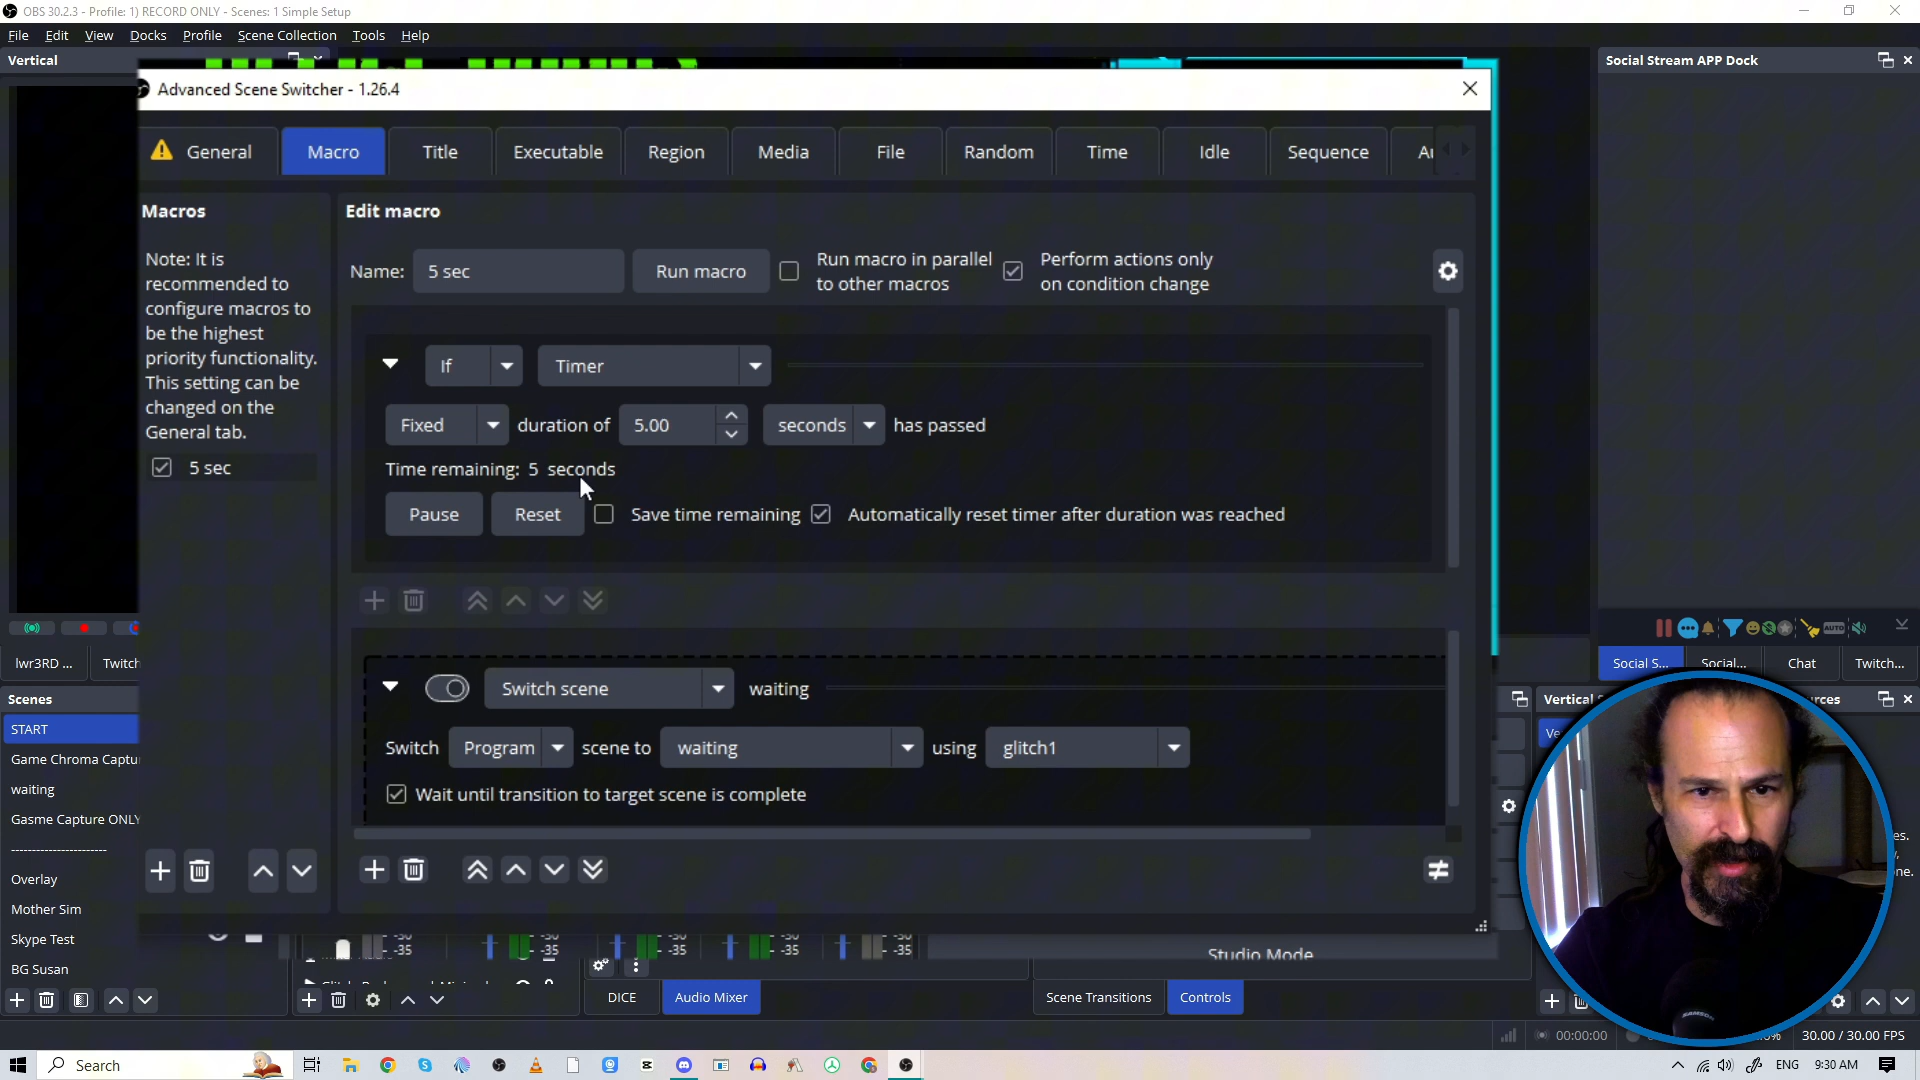 OBS 30.2.3 - Profile: 1) RECORD ONLY - Scenes: 1 Simple Setup
File Edit View Docks Profile Scene Collection Tools Help
Vertical
Social Stream APP Dock
Advanced Scene Switcher - 1.26.4
General Macro Title Executable Region Media File Random Time Idle Sequence
Macros
Edit macro
Note: It is
recommended to
configure macros to
be the highest
priority functionality.
This setting can be
changed on the
General tab.
5 sec
Name: 5 sec Run macro
Run macro in parallel
to other macros
Perform actions only
on condition change
If Timer
Fixed duration of 5.00 seconds has passed
Time remaining: 5 seconds
Pause Reset Save time remaining Automatically reset timer after duration was reached
Switch scene waiting
Switch Program scene to waiting using glitch1
Wait until transition to target scene is complete
AUTO
lwr3RD ... Twitch
Social S... Social... Chat Twitch...
Scenes
Vertical
START
Game Chroma Captu
waiting
Gasme Capture ONLY
-----------------------
Overlay
Mother Sim
Skype Test
BG Susan
-35 -35 -35 -35 -35
Studio Mode
DICE Audio Mixer
Scene Transitions Controls
SAMSON
00:00:00
30.00 / 30.00 FPS
Search
ENG 9:30 AM